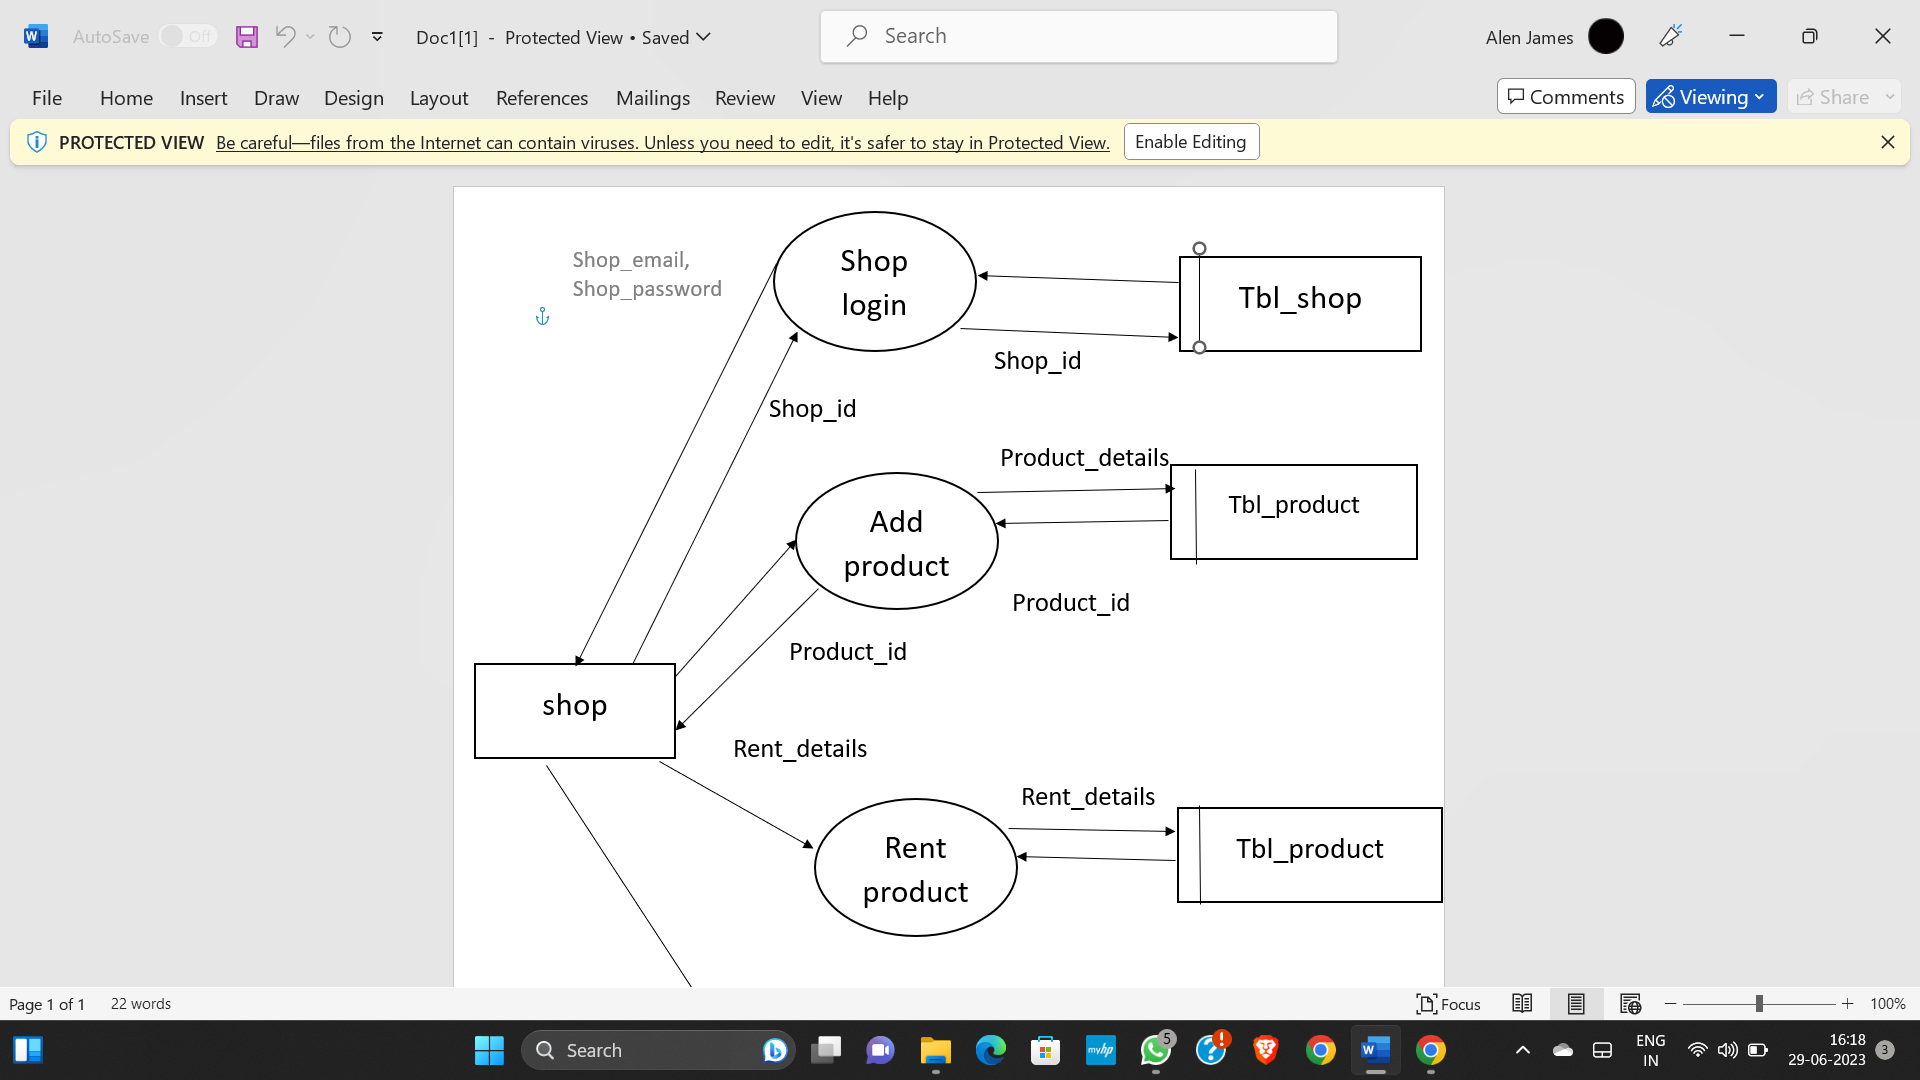 AutoSave Off Doc1[1] - Protected View • Saved Search Alen James
File Home Insert Draw Design Layout References Mailings Review View Help Comments Viewing Share
PROTECTED VIEW Be careful—files from the Internet can contain viruses. Unless you need to edit, it's safer to stay in Protected View. Enable Editing
Shop_email,
Shop_password
Shop
login
Tbl_shop
Shop_id
Shop_id
Product_details
Add
product
Tbl_product
Product_id
Product_id
shop
Rent_details
Rent_details
Rent
product
Tbl_product
Page 1 of 1 22 words Focus 100%
Search myhp 5 ! W ENG
IN
16:18
29-06-2023 3